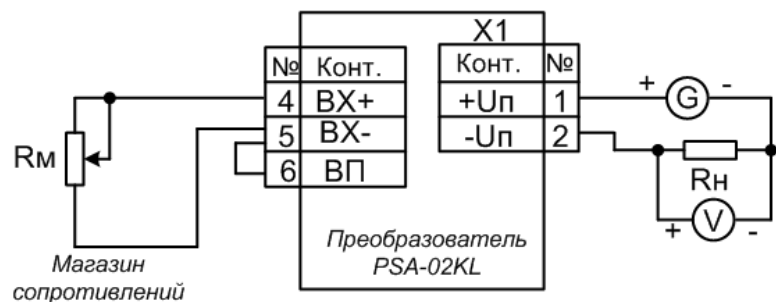 X1
№ Конт.
4 ВХ+
5 ВХ-
6 ВП
Конт. №
+Uп 1
-Uп 2
+ G -
Rм
Rн
+ V -
Магазин
сопротивлений
Преобразователь
PSA-02KL